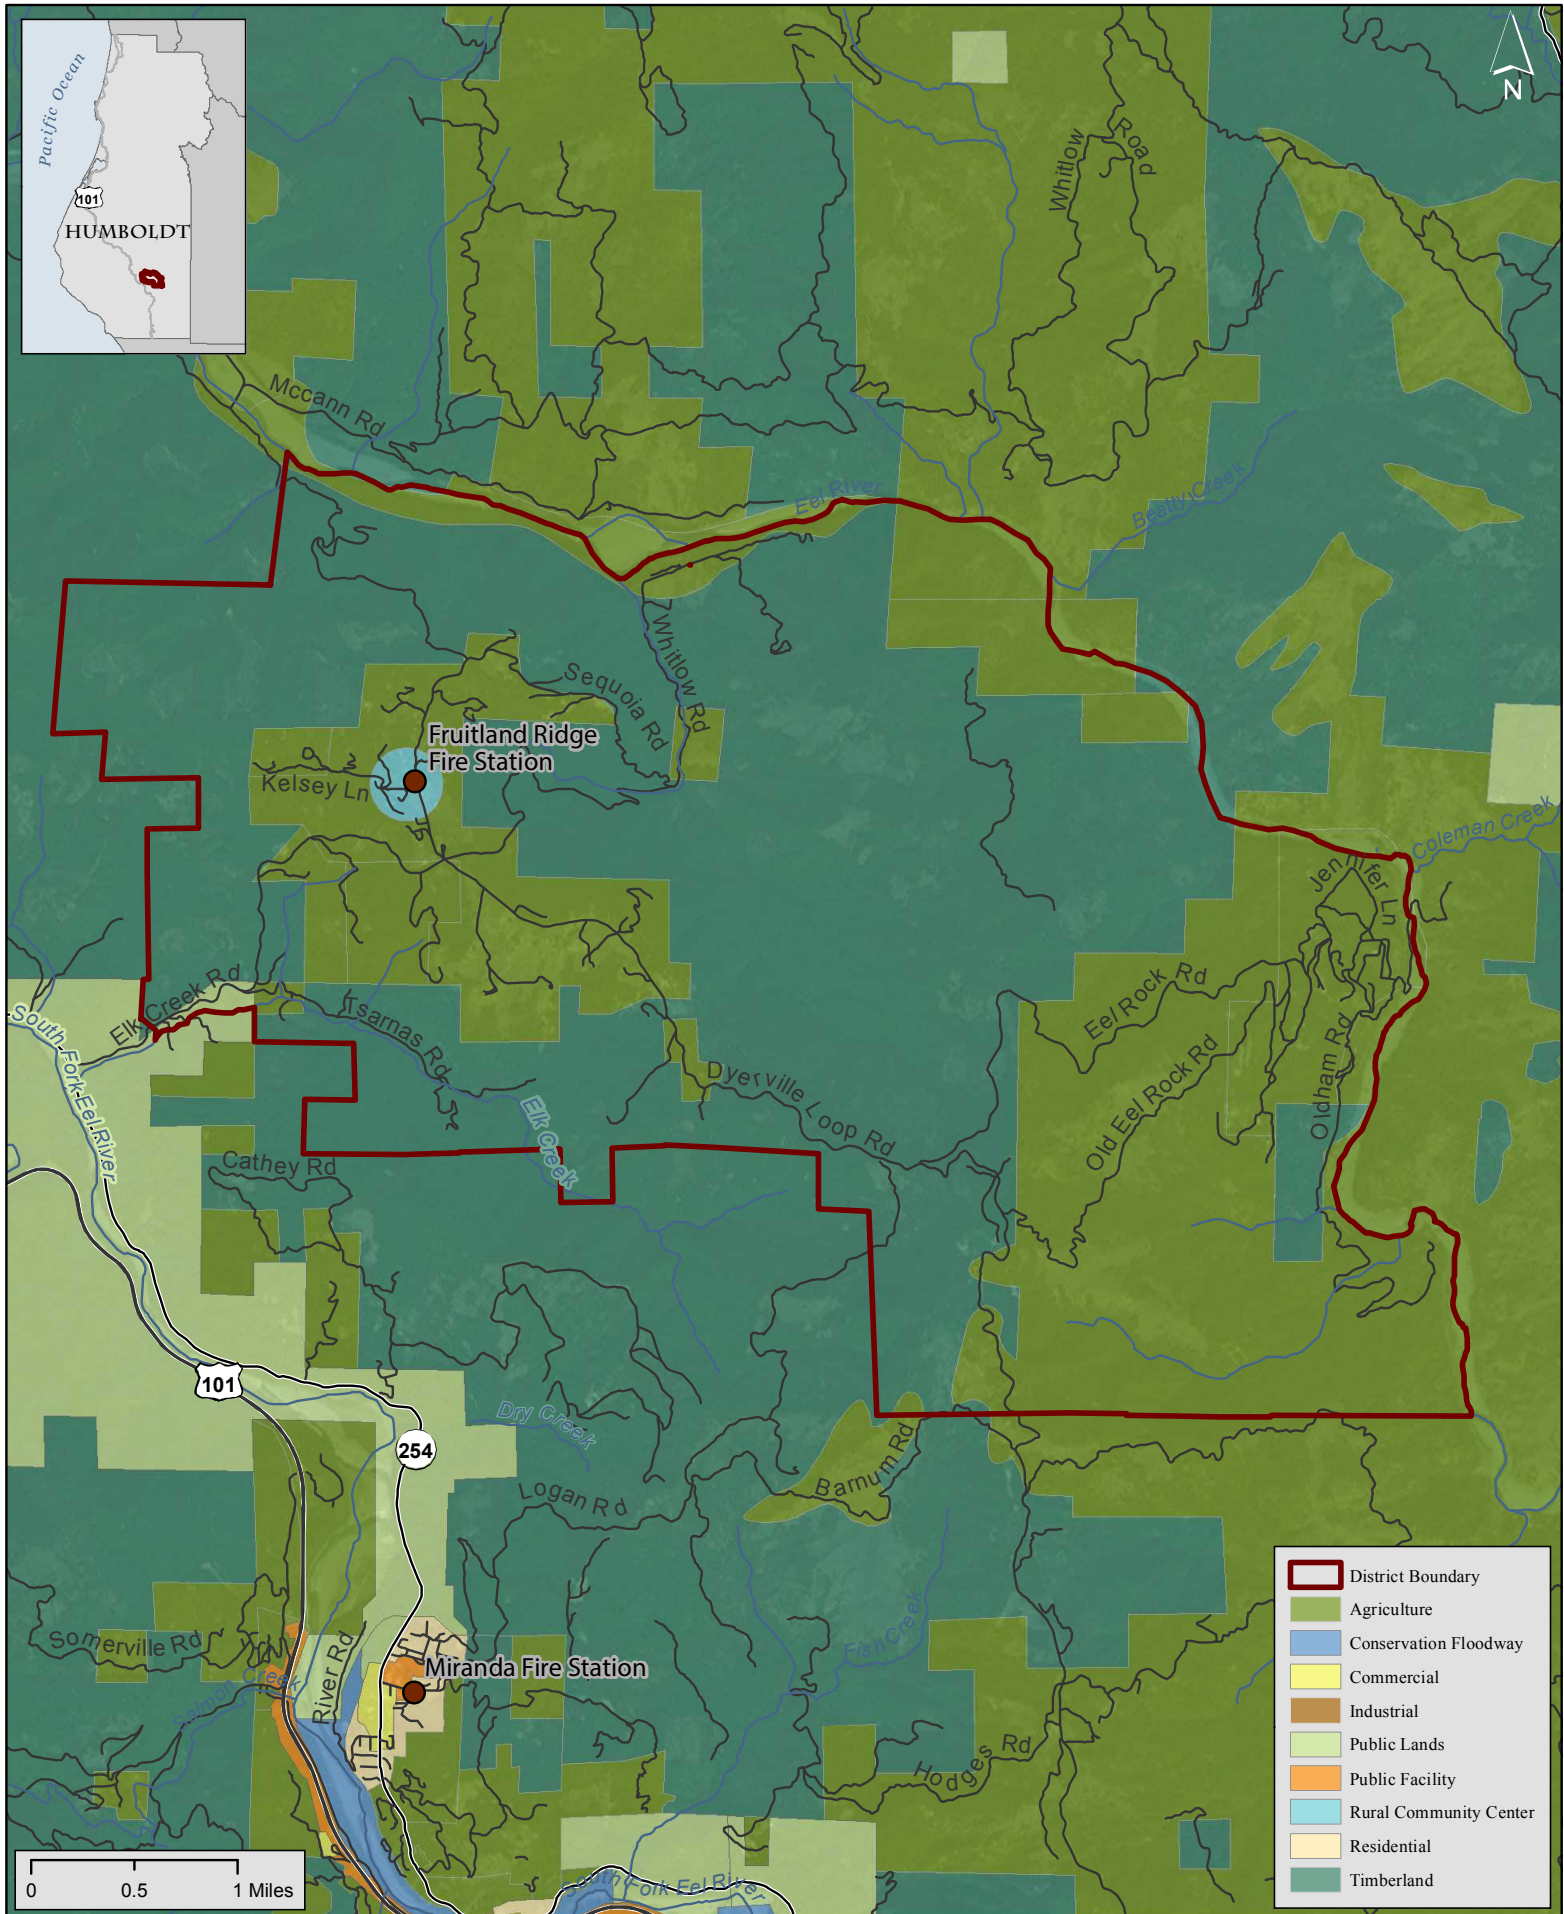 Pacific Ocean
101
HUMBOLDT
N
Whitlow Road
Mccann Rd
Eel River
Beatty Creek
Whitlow Rd
Sequoia Rd
Fruitland Ridge
Fire Station
Kelsey Ln
Coleman Creek
Jennifer Ln
Elk Creek Rd
South Fork Eel River
Tsarnas Rd
Eel Rock Rd
Old Eel Rock Rd
Oldham Rd
Dyerville Loop Rd
Elk Creek
Cathey Rd
101
Dry Creek
254
Barnum Rd
Logan Rd
Fish Creek
Somerville Rd
River Rd
Salmon Creek
Miranda Fire Station
Hodges Rd
South Fork Eel River
0 0.5 1 Miles
District Boundary
Agriculture
Conservation Floodway
Commercial
Industrial
Public Lands
Public Facility
Rural Community Center
Residential
Timberland